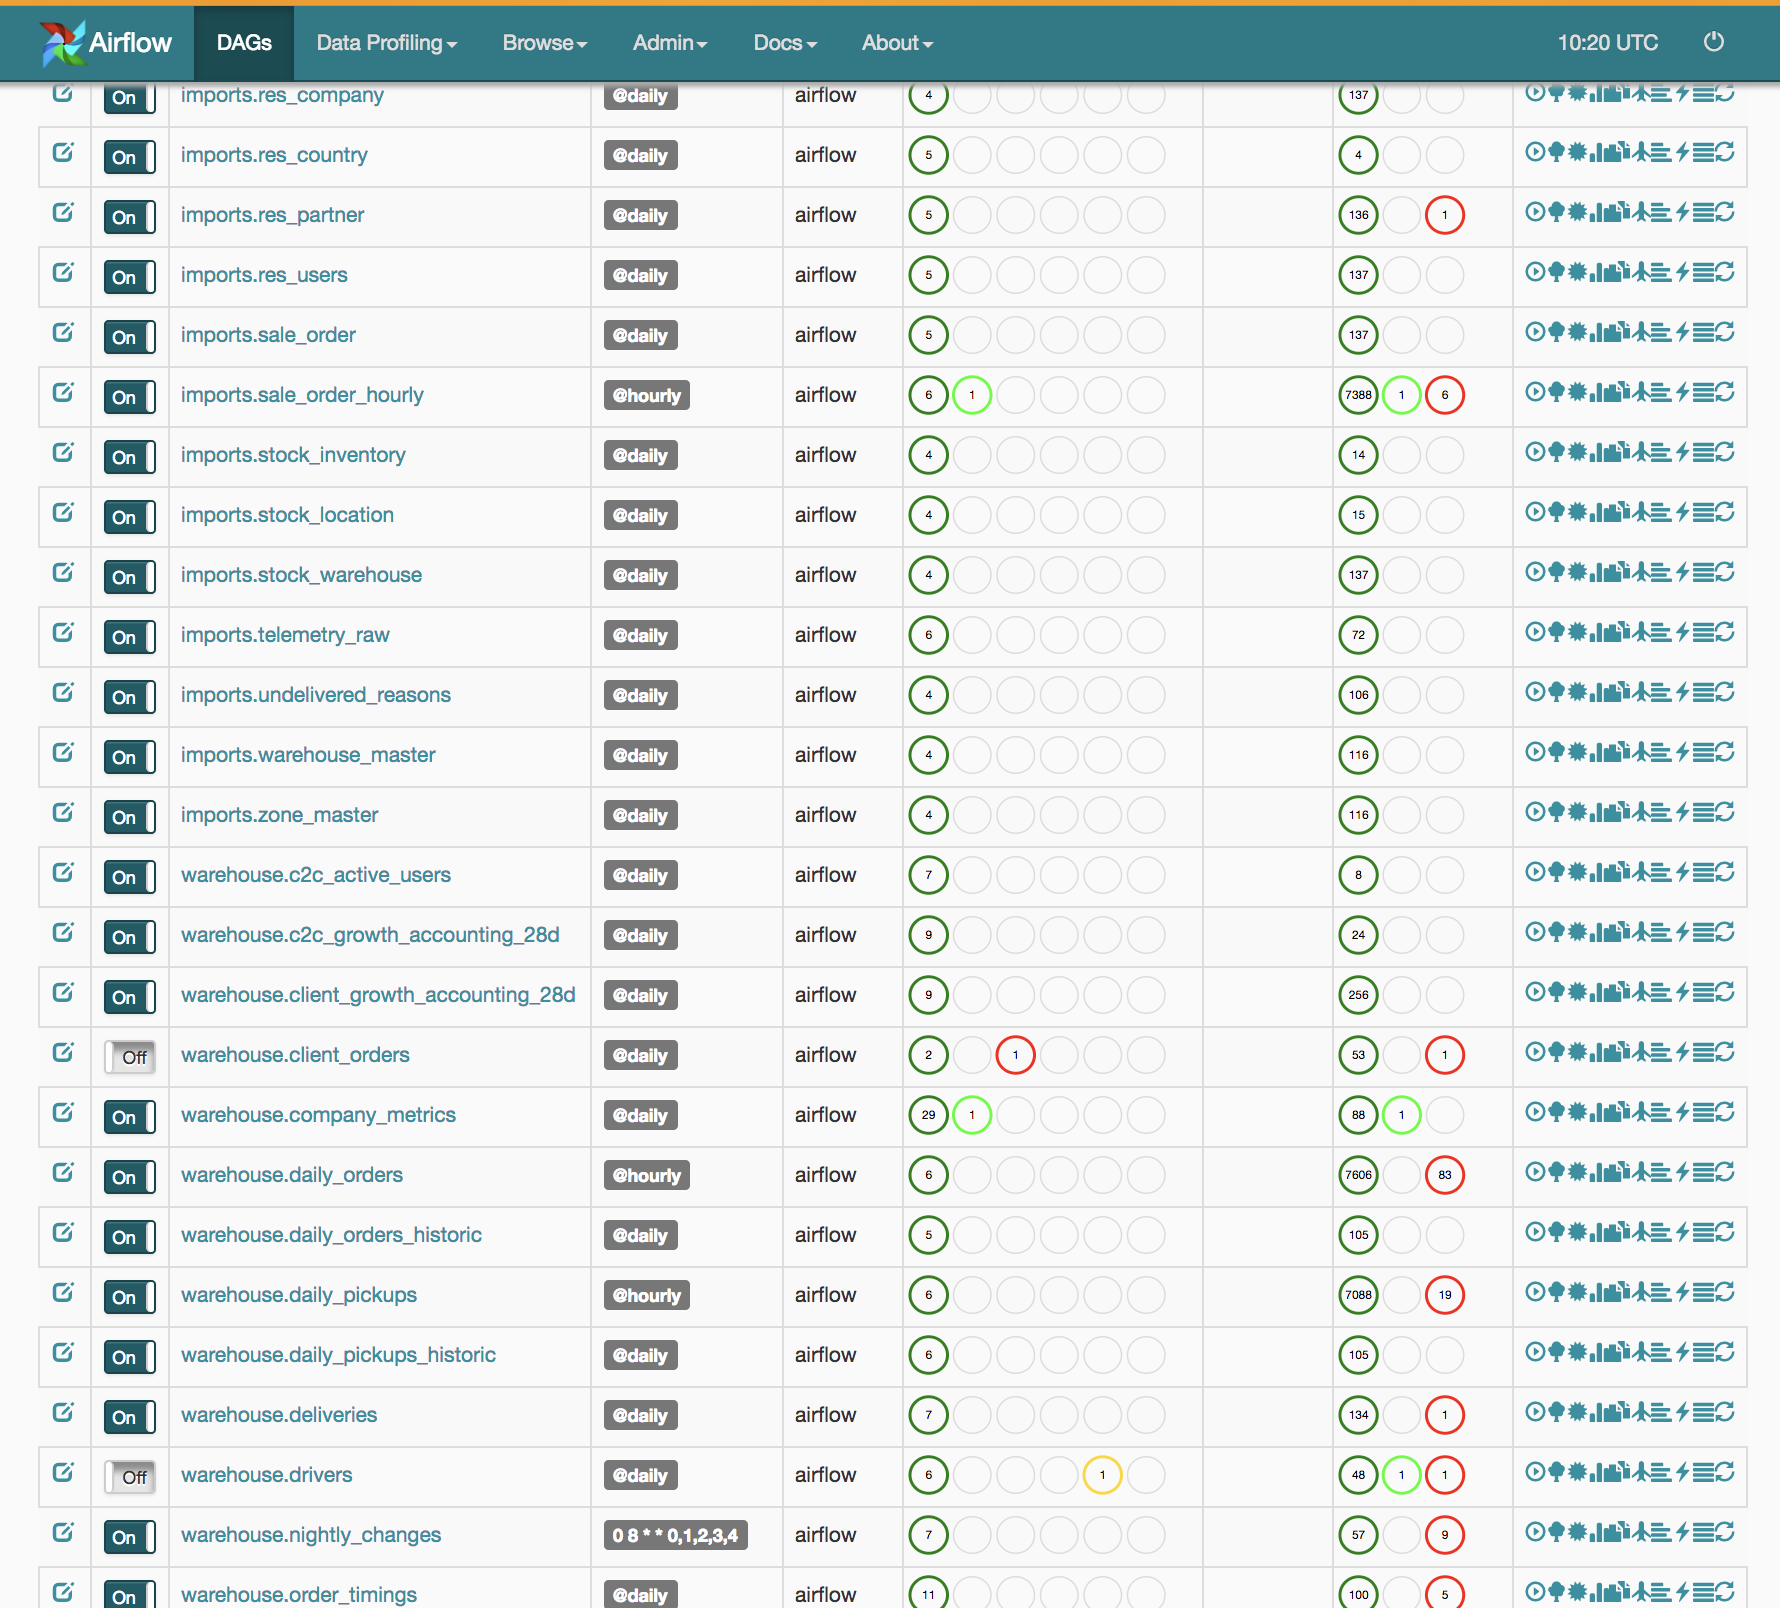 Airflow DAGs Data Profiling Browse Admin Docs About 10:20 UTC
On imports.res_company @daily airflow 4 137
On imports.res_country @daily airflow 5 4
On imports.res_partner @daily airflow 5 136 1
On imports.res_users @daily airflow 5 137
On imports.sale_order @daily airflow 5 137
On imports.sale_order_hourly @hourly airflow 6 1 7388 1 6
On imports.stock_inventory @daily airflow 4 14
On imports.stock_location @daily airflow 4 15
On imports.stock_warehouse @daily airflow 4 137
On imports.telemetry_raw @daily airflow 6 72
On imports.undelivered_reasons @daily airflow 4 106
On imports.warehouse_master @daily airflow 4 116
On imports.zone_master @daily airflow 4 116
On warehouse.c2c_active_users @daily airflow 7 8
On warehouse.c2c_growth_accounting_28d @daily airflow 9 24
On warehouse.client_growth_accounting_28d @daily airflow 9 256
Off warehouse.client_orders @daily airflow 2 1 53 1
On warehouse.company_metrics @daily airflow 29 1 88 1
On warehouse.daily_orders @hourly airflow 6 7606 83
On warehouse.daily_orders_historic @daily airflow 5 105
On warehouse.daily_pickups @hourly airflow 6 7088 19
On warehouse.daily_pickups_historic @daily airflow 6 105
On warehouse.deliveries @daily airflow 7 134 1
Off warehouse.drivers @daily airflow 6 1 48 1 1
On warehouse.nightly_changes 0 8 * * 0,1,2,3,4 airflow 7 57 9
On warehouse.order_timings @daily airflow 11 100 5